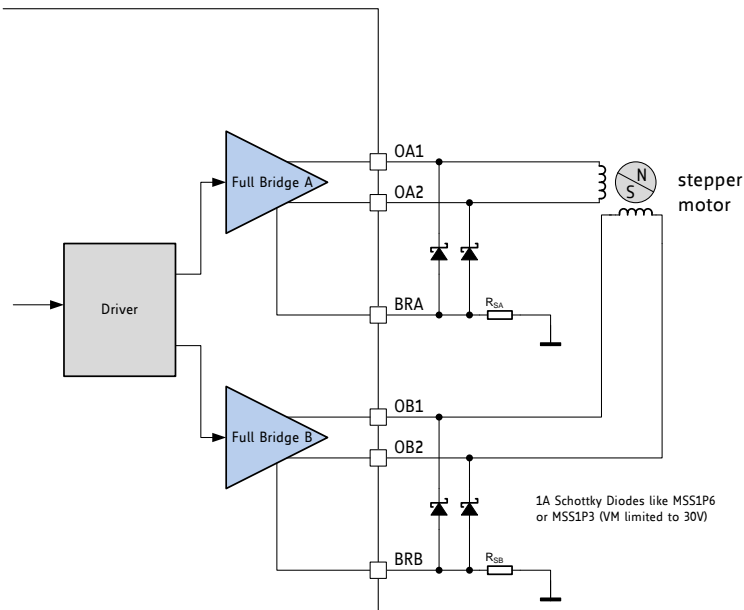 OA1
N
S
stepper
motor
Full Bridge A
OA2
Driver
BRA
RSA
OB1
Full Bridge B
OB2
1A Schottky Diodes like MSS1P6
or MSS1P3 (VM limited to 30V)
BRB
RSB